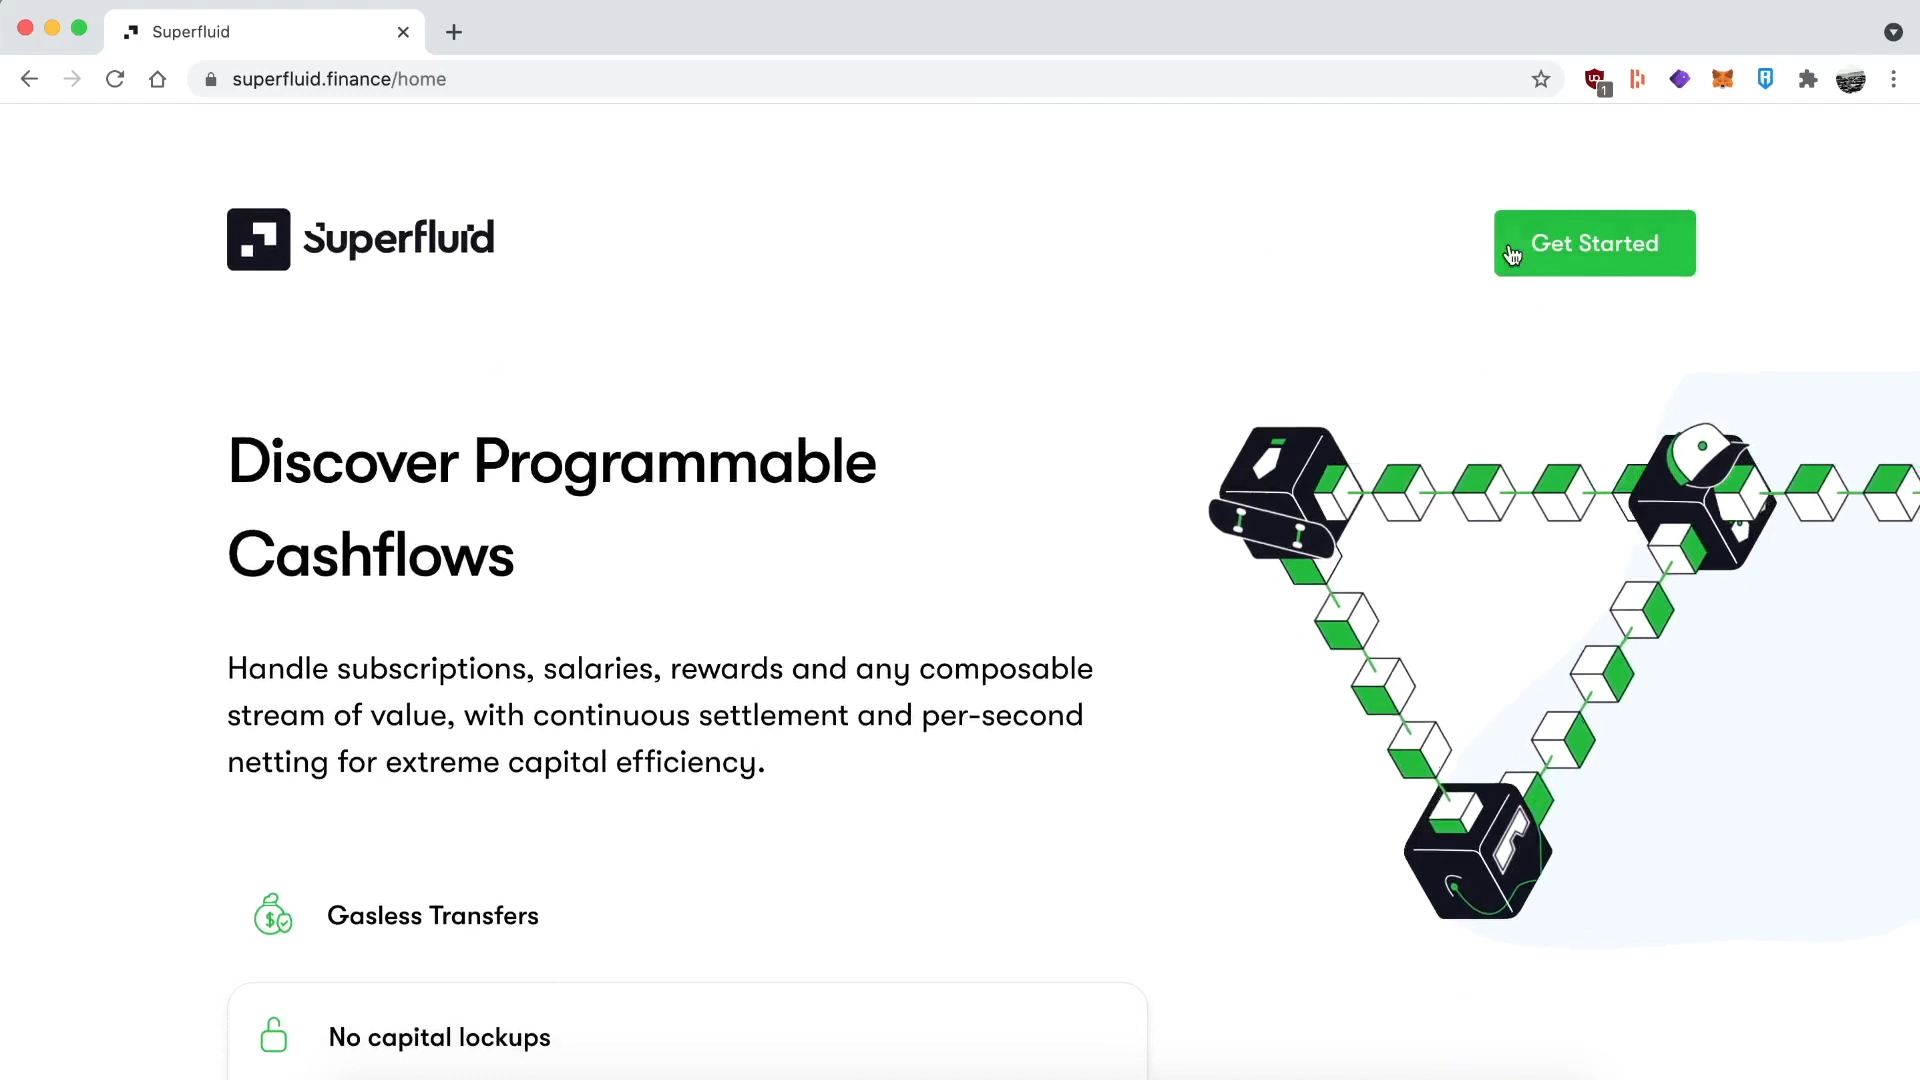 Superfluid
superfluid.finance/home
1
Superfluid
Get Started
Discover Programmable
Cashflows
Handle subscriptions, salaries, rewards and any composable
stream of value, with continuous settlement and per-second
netting for extreme capital efficiency.
Gasless Transfers
No capital lockups